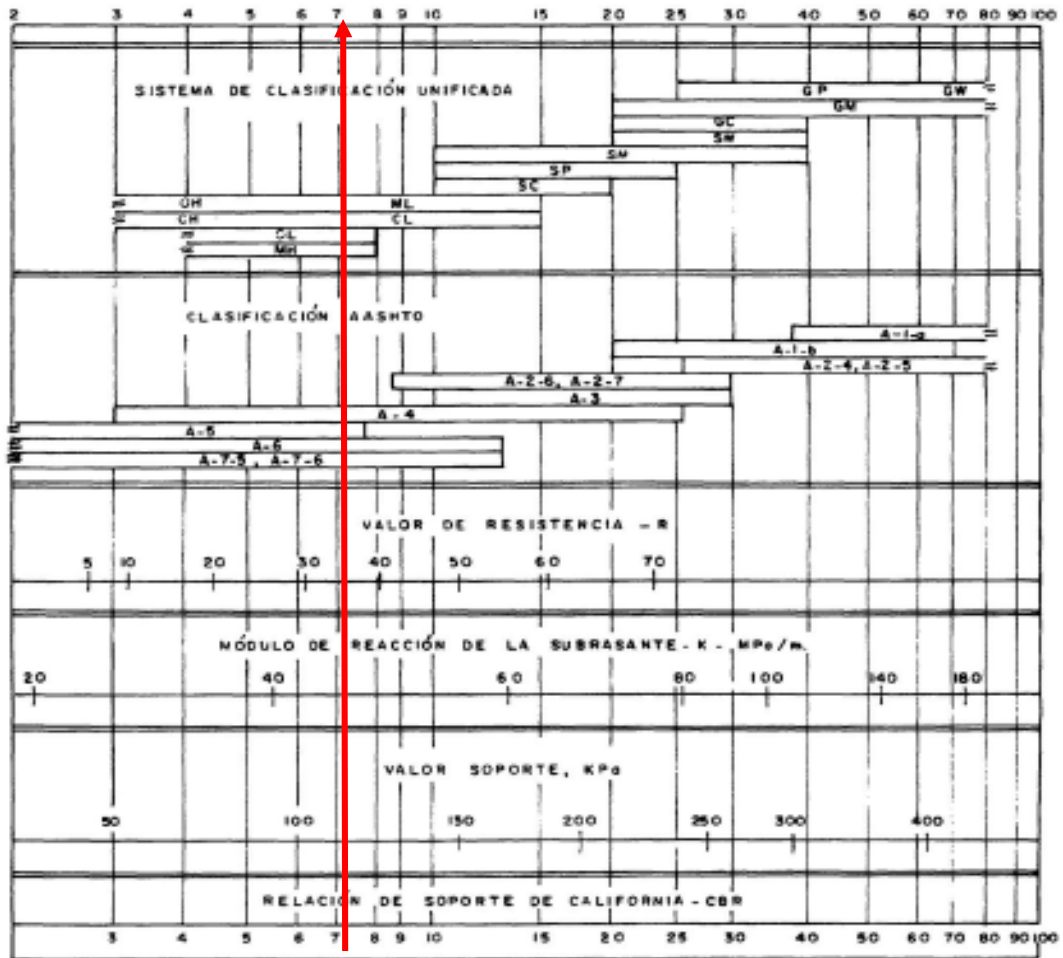 2 3 4 5 6 7 8 9 10 15 20 25 30 40 50 60 70 80 90 100
SISTEMA DE CLASIFICACIÓN UNIFICADA
GP GW
GM
GC
SW
SM
SP
SC
OH ML
CH CL
OL
MH
CLASIFICACIÓN AASHTO
A-1-a
A-1-b
A-2-4, A-2-5
A-2-6, A-2-7
A-3
A-4
A-5
A-6
A-7-5, A-7-6
VALOR DE RESISTENCIA - R
5 10 20 30 40 50 60 70
MÓDULO DE REACCIÓN DE LA SUBRASANTE - K - MPa/m.
20 40 60 80 100 140 180
VALOR SOPORTE, KPa
50 100 150 200 250 300 400
RELACIÓN DE SOPORTE DE CALIFORNIA - CBR
3 4 5 6 7 8 9 10 15 20 25 30 40 50 60 70 80 90 100